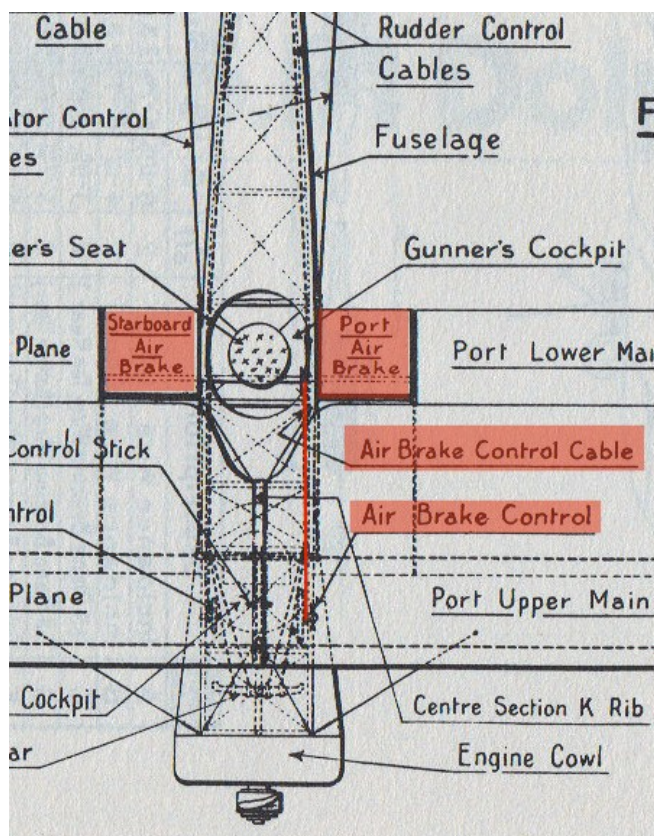 Cable
Rudder Control
Cables
tor Control
es
Fuselage
F
er's Seat
Gunner's Cockpit
Starboard
Air
Brake
Port
Air
Brake
Plane
Port Lower Mai
Control Stick
Air Brake Control Cable
ntrol
Air Brake Control
Plane
Port Upper Main
Cockpit
Centre Section K Rib
ar
Engine Cowl